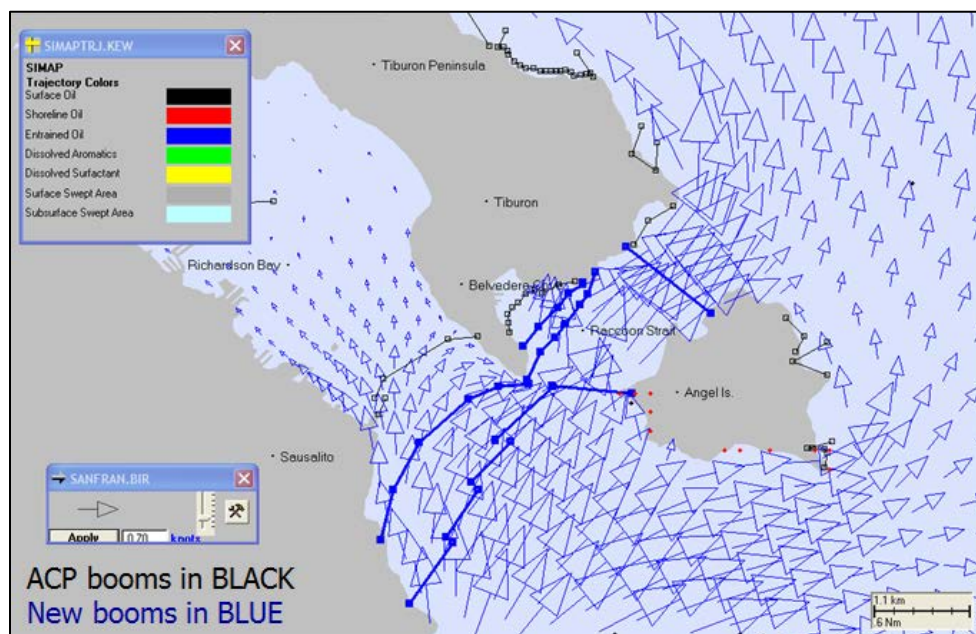 SIMAPTRJ.KEW
SIMAP
Trajectory Colors
Surface Oil
Shoreline Oil
Entrained Oil
Dissolved Aromatics
Dissolved Surfactant
Surface Swept Area
Subsurface Swept Area
Tiburon Peninsula
Tiburon
Richardson Bay
Belvedere
Raccoon Strait
Angel Is.
Sausalito
SANFRAN.BIR
Apply 0.70 knots
ACP booms in BLACK
New booms in BLUE
1.1 km
.6 Nm